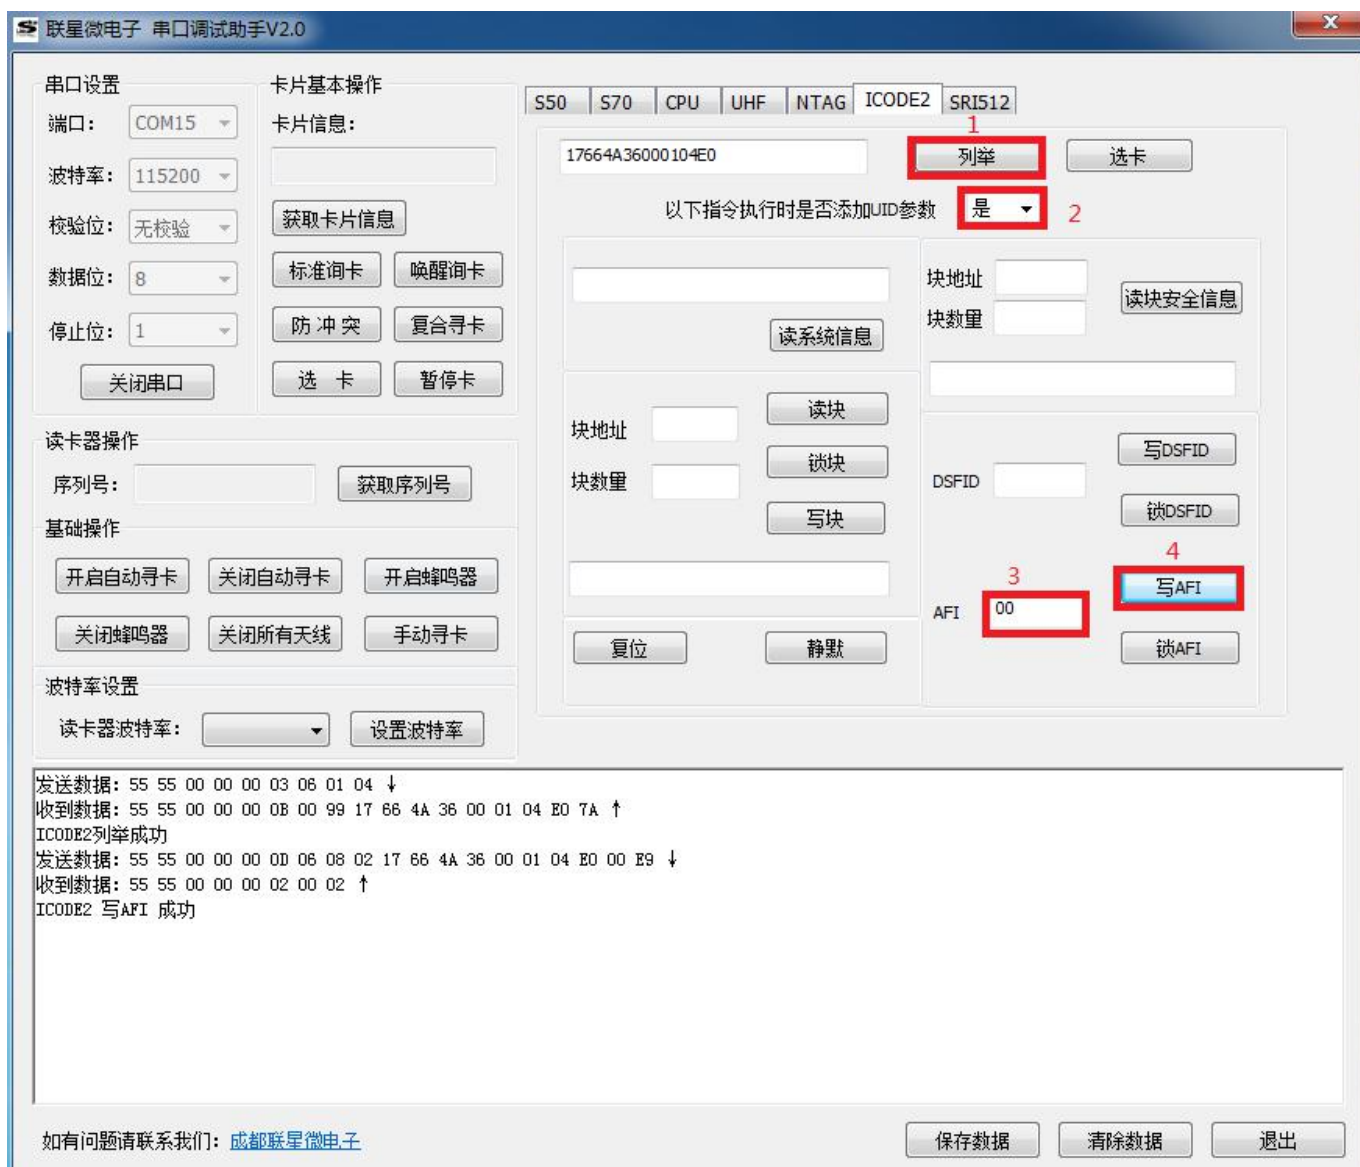 联星微电子 串口调试助手V2.0
串口设置
端口：
COM15
波特率：
115200
校验位：
无校验
数据位：
8
停止位：
1
关闭串口
卡片基本操作
卡片信息：
获取卡片信息
标准询卡
唤醒询卡
防 冲 突
复合寻卡
选 卡
暂停卡
读卡器操作
序列号：
获取序列号
基础操作
开启自动寻卡
关闭自动寻卡
开启蜂鸣器
关闭蜂鸣器
关闭所有天线
手动寻卡
波特率设置
读卡器波特率：
设置波特率
S50
S70
CPU
UHF
NTAG
ICODE2
SRI512
1
17664A36000104E0
列举
选卡
以下指令执行时是否添加UID参数
是
2
读系统信息
块地址
块数量
读块安全信息
块地址
块数量
读块
锁块
写块
复位
静默
DSFID
写DSFID
锁DSFID
3
4
AFI
00
写AFI
锁AFI
发送数据：55 55 00 00 00 03 06 01 04 ↓
收到数据：55 55 00 00 00 0B 00 99 17 66 4A 36 00 01 04 E0 7A ↑
ICODE2列举成功
发送数据：55 55 00 00 00 0D 06 08 02 17 66 4A 36 00 01 04 E0 00 E9 ↓
收到数据：55 55 00 00 00 02 00 02 ↑
ICODE2 写AFI 成功
如有问题请联系我们：成都联星微电子
保存数据
清除数据
退出